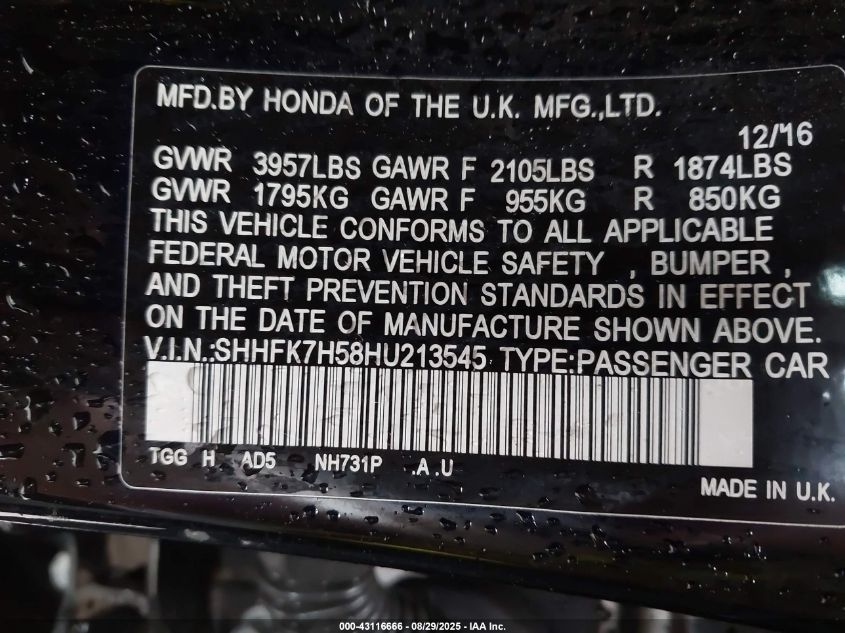 MFD.BY HONDA OF THE U.K. MFG.,LTD.
12/16
GVWR 3957LBS GAWR F 2105LBS R 1874LBS
GVWR 1795KG GAWR F 955KG R 850KG
THIS VEHICLE CONFORMS TO ALL APPLICABLE
FEDERAL MOTOR VEHICLE SAFETY , BUMPER ,
AND THEFT PREVENTION STANDARDS IN EFFECT
ON THE DATE OF MANUFACTURE SHOWN ABOVE.
V.I.N.:SHHFK7H58HU213545 TYPE:PASSENGER CAR
TGG H AD5 NH731P .A .U
MADE IN U.K.
000-43116666 - 08/29/2025 - IAA Inc.